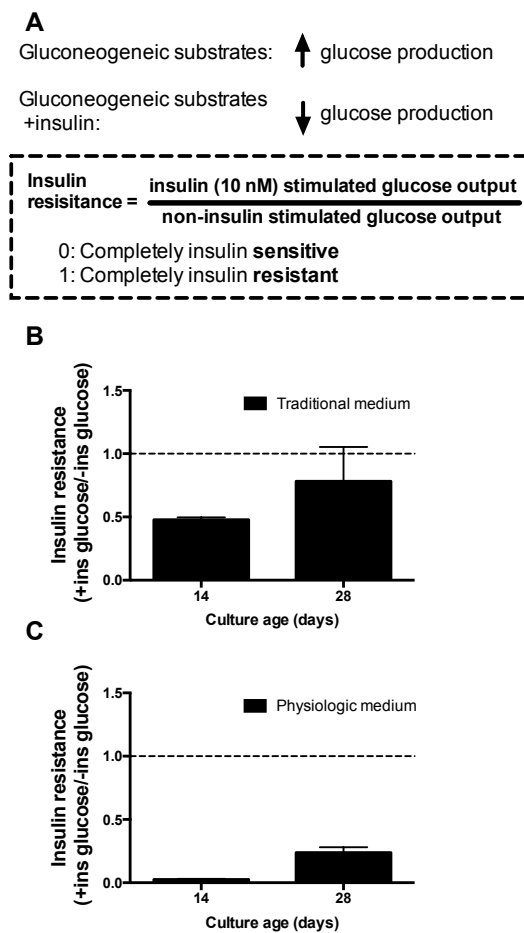 A
Gluconeogeneic substrates: glucose production
Gluconeogeneic substrates
+insulin: glucose production
Insulin
resisitance = insulin (10 nM) stimulated glucose output
non-insulin stimulated glucose output
0: Completely insulin sensitive
1: Completely insulin resistant
B
Insulin resistance
(+ins glucose/-ins glucose)
1.5
1.0
0.5
0.0
Traditional medium
14 28
Culture age (days)
C
Insulin resistance
(+ins glucose/-ins glucose)
1.5
1.0
0.5
0.0
Physiologic medium
14 28
Culture age (days)